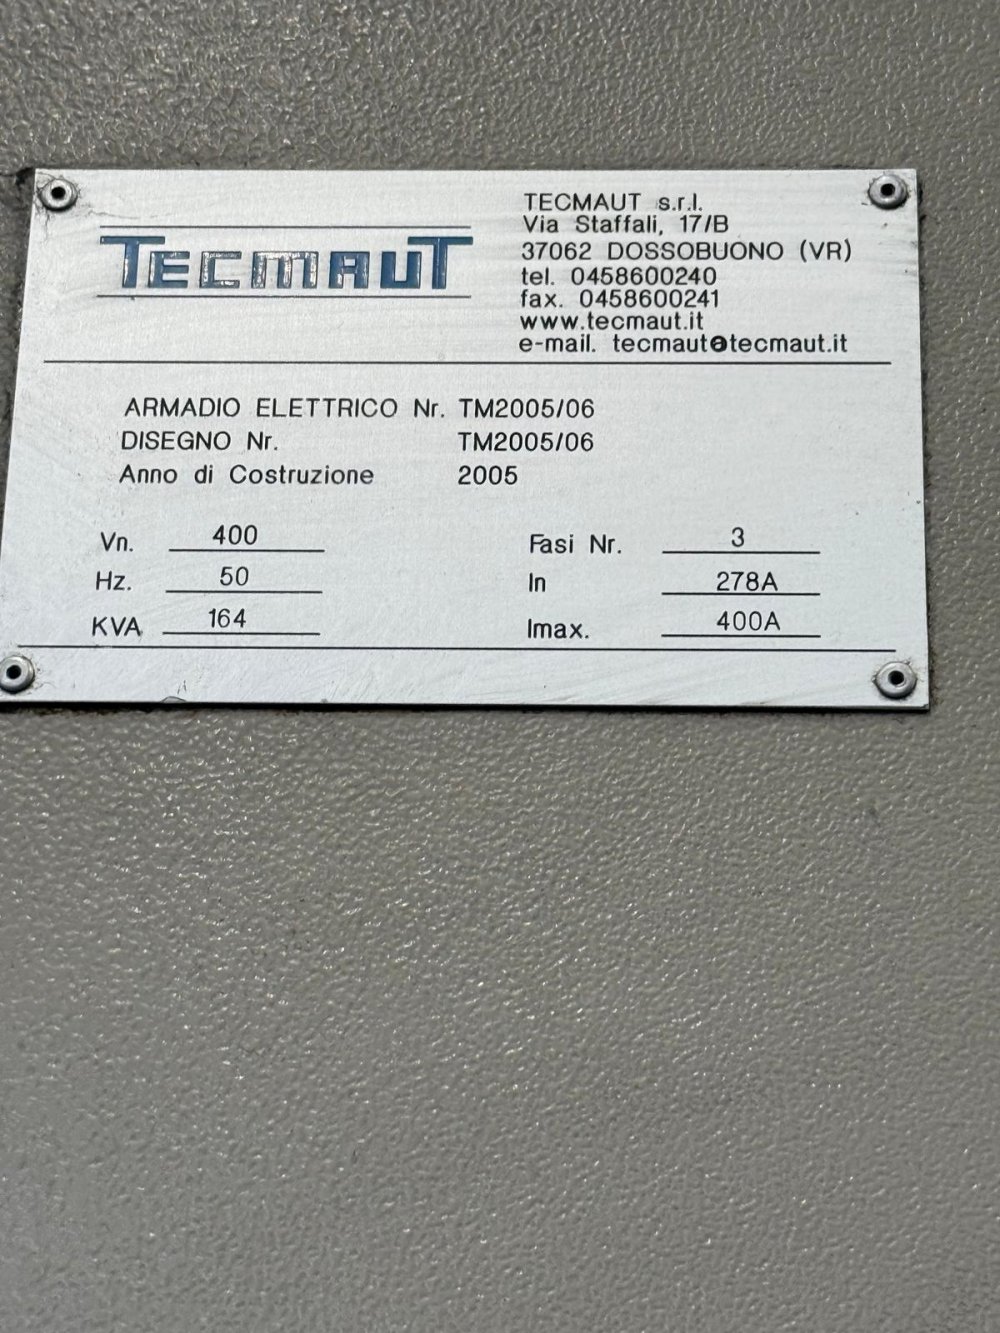 TECMAUT
TECMAUT s.r.l.
Via Staffali, 17/B
37062 DOSSOBUONO (VR)
tel. 0458600240
fax. 0458600241
www.tecmaut.it
e-mail. tecmaut@tecmaut.it
ARMADIO ELETTRICO Nr. TM2005/06
DISEGNO Nr. TM2005/06
Anno di Costruzione 2005
Vn. 400 Fasi Nr. 3
Hz. 50 In 278A
KVA 164 Imax. 400A